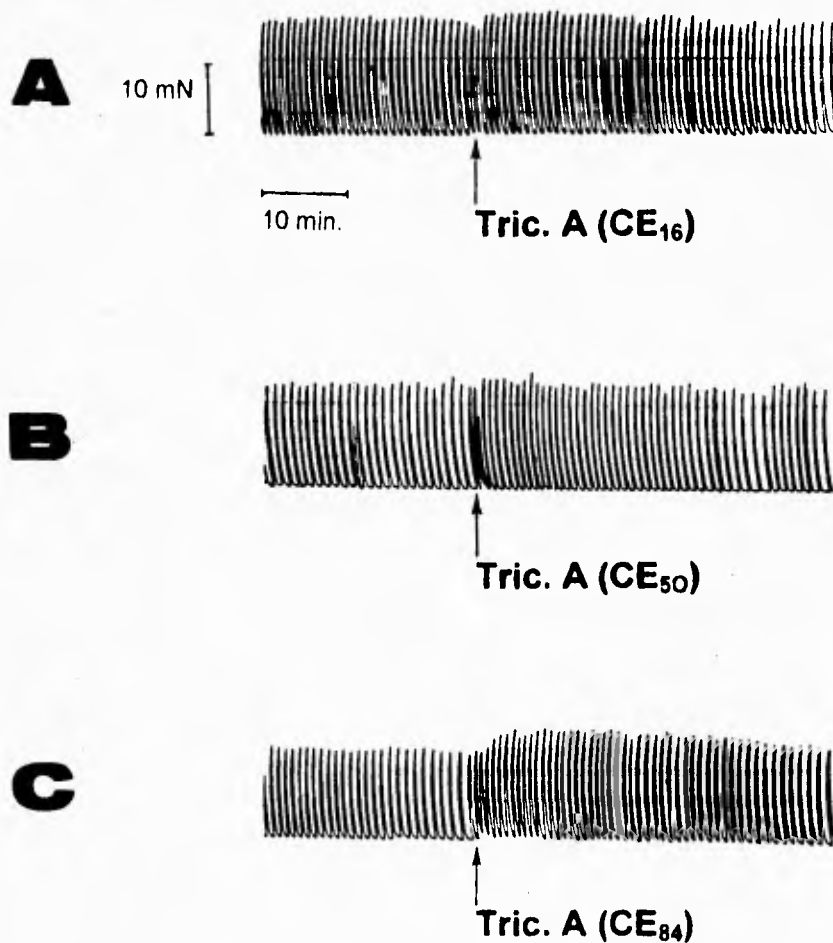 A
10 mN
10 min.
Tric. A (CE₁₆)
B
Tric. A (CE₅₀)
C
Tric. A (CE₈₄)